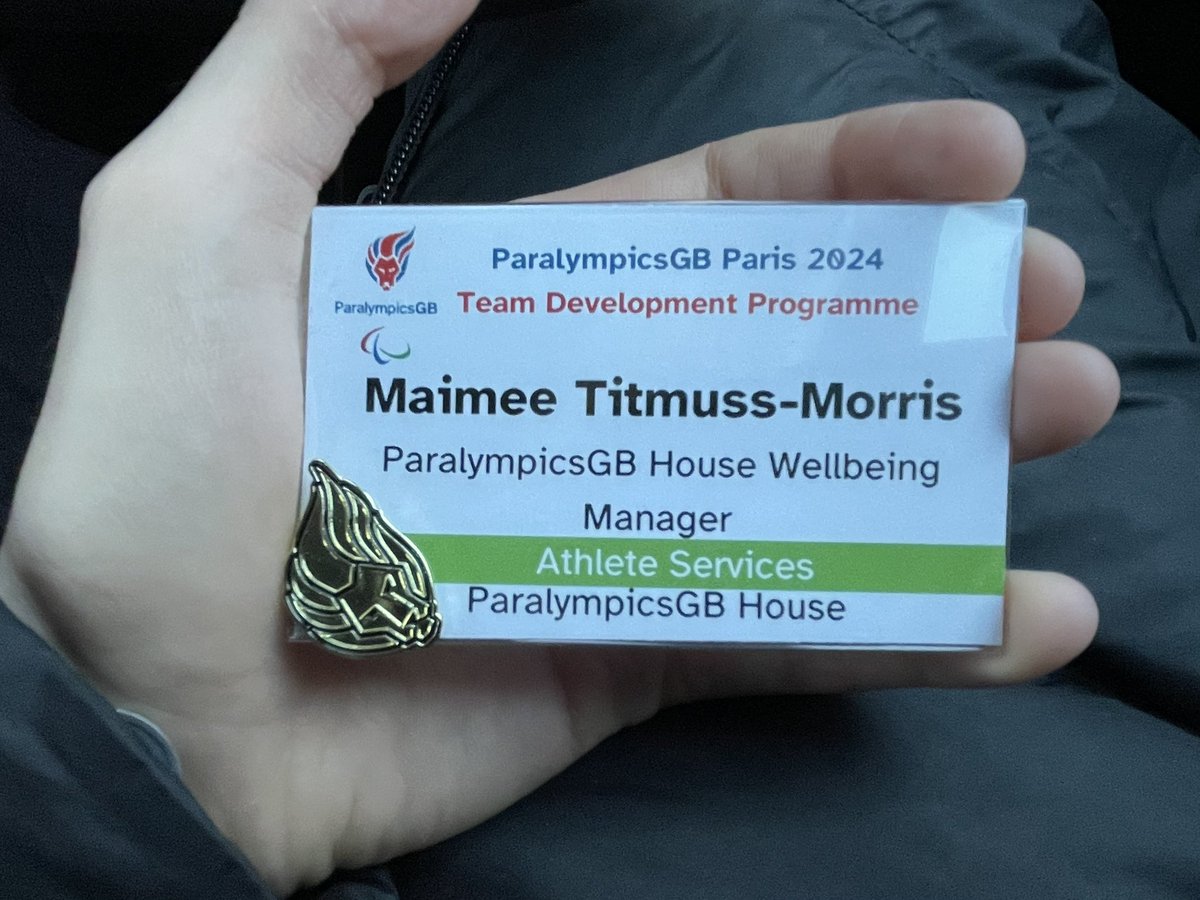 ParalympicsGB Paris 2024
ParalympicsGB
Team Development Programme
Maimee Titmuss-Morris
ParalympicsGB House Wellbeing
Manager
Athlete Services
ParalympicsGB House